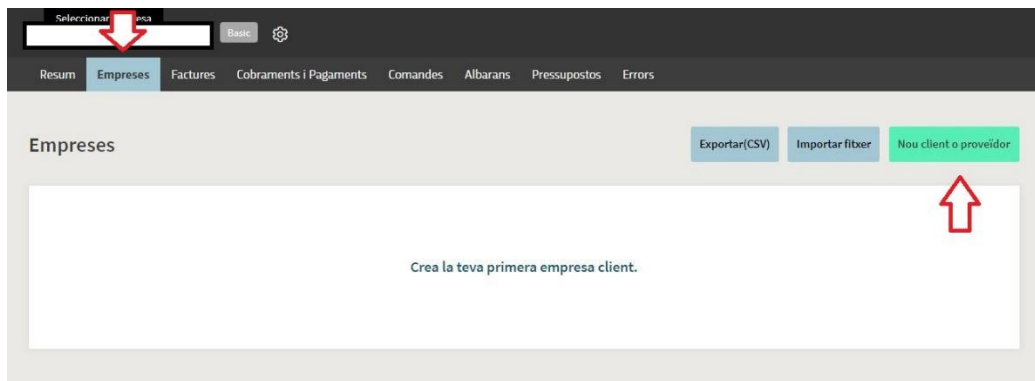 Seleccionar
Basic
Resum Empreses Factures Cobraments i Pagaments Comandes Albarans Pressupostos Errors
Empreses
Exportar(CSV) Importar fitxer Nou client o proveïdor
Crea la teva primera empresa client.